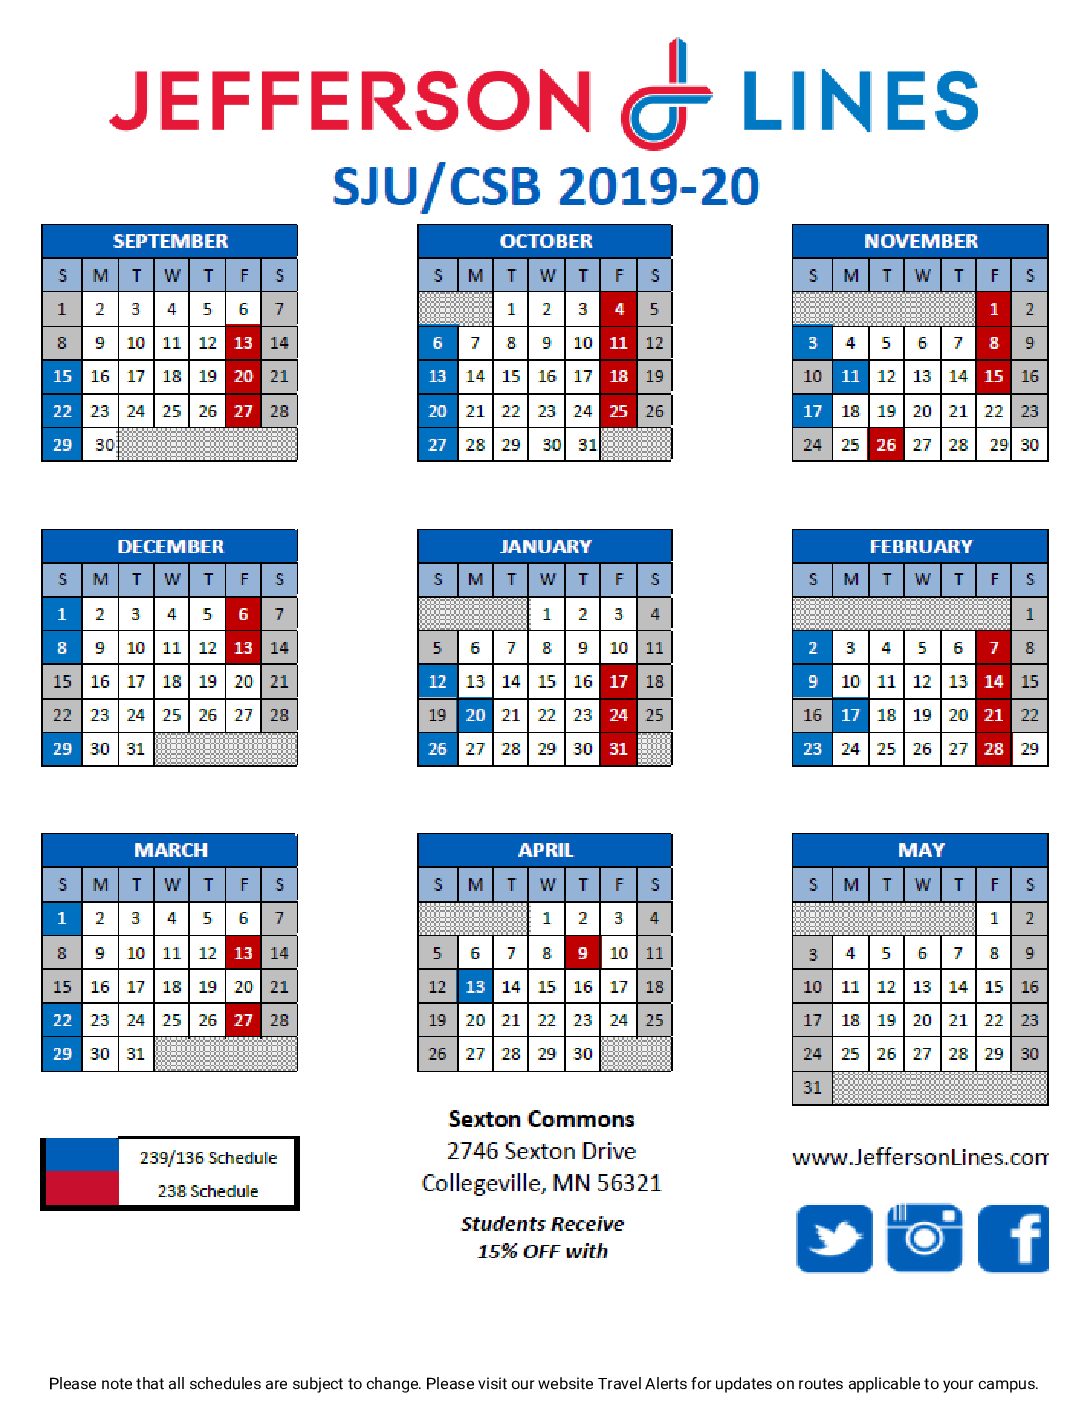 JEFFERSON LINES
SJU/CSB 2019-20
SEPTEMBER
S M T W T F S
1 2 3 4 5 6 7
8 9 10 11 12 13 14
15 16 17 18 19 20 21
22 23 24 25 26 27 28
29 30
OCTOBER
S M T W T F S
1 2 3 4 5
6 7 8 9 10 11 12
13 14 15 16 17 18 19
20 21 22 23 24 25 26
27 28 29 30 31
NOVEMBER
S M T W T F S
1 2
3 4 5 6 7 8 9
10 11 12 13 14 15 16
17 18 19 20 21 22 23
24 25 26 27 28 29 30
DECEMBER
S M T W T F S
1 2 3 4 5 6 7
8 9 10 11 12 13 14
15 16 17 18 19 20 21
22 23 24 25 26 27 28
29 30 31
JANUARY
S M T W T F S
1 2 3 4
5 6 7 8 9 10 11
12 13 14 15 16 17 18
19 20 21 22 23 24 25
26 27 28 29 30 31
FEBRUARY
S M T W T F S
1
2 3 4 5 6 7 8
9 10 11 12 13 14 15
16 17 18 19 20 21 22
23 24 25 26 27 28 29
MARCH
S M T W T F S
1 2 3 4 5 6 7
8 9 10 11 12 13 14
15 16 17 18 19 20 21
22 23 24 25 26 27 28
29 30 31
APRIL
S M T W T F S
1 2 3 4
5 6 7 8 9 10 11
12 13 14 15 16 17 18
19 20 21 22 23 24 25
26 27 28 29 30
MAY
S M T W T F S
1 2
3 4 5 6 7 8 9
10 11 12 13 14 15 16
17 18 19 20 21 22 23
24 25 26 27 28 29 30
31
239/136 Schedule
238 Schedule
Sexton Commons
2746 Sexton Drive
Collegeville, MN 56321
Students Receive
15% OFF with
www.JeffersonLines.com
Please note that all schedules are subject to change. Please visit our website Travel Alerts for updates on routes applicable to your campus.